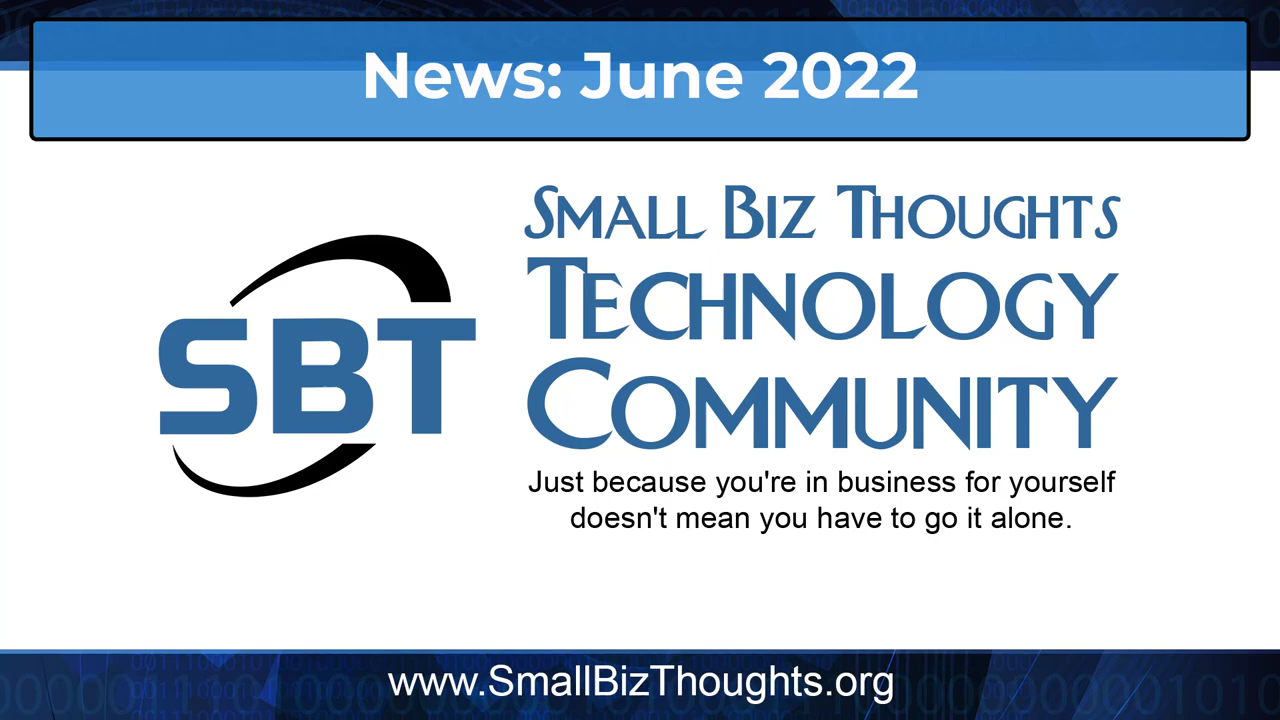 News: June 2022
SBT
Small Biz Thoughts
Technology
Community
Just because you're in business for yourself
doesn't mean you have to go it alone.
www.SmallBizThoughts.org